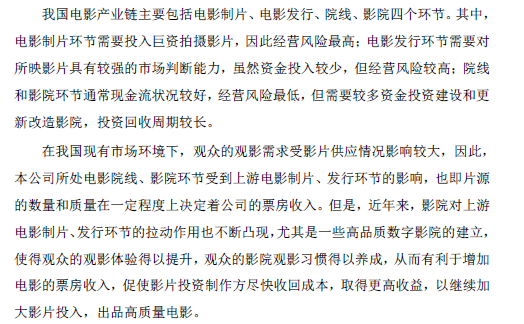 我国电影产业链主要包括电影制片、电影发行、院线、影院四个环节。其中，
电影制片环节需要投入巨资拍摄影片，因此经营风险最高；电影发行环节需要对
所映影片具有较强的市场判断能力，虽然资金投入较少，但经营风险较高；院线
和影院环节通常现金流状况较好，经营风险最低，但需要较多资金投资建设和更
新改造影院，投资回收周期较长。
在我国现有市场环境下，观众的观影需求受影片供应情况影响较大，因此，
本公司所处电影院线、影院环节受到上游电影制片、发行环节的影响，也即片源
的数量和质量在一定程度上决定着公司的票房收入。但是，近年来，影院对上游
电影制片、发行环节的拉动作用也不断凸现，尤其是一些高品质数字影院的建立，
使得观众的观影体验得以提升，观众的影院观影习惯得以养成，从而有利于增加
电影的票房收入，促使影片投资制作方尽快收回成本，取得更高收益，以继续加
大影片投入，出品高质量电影。